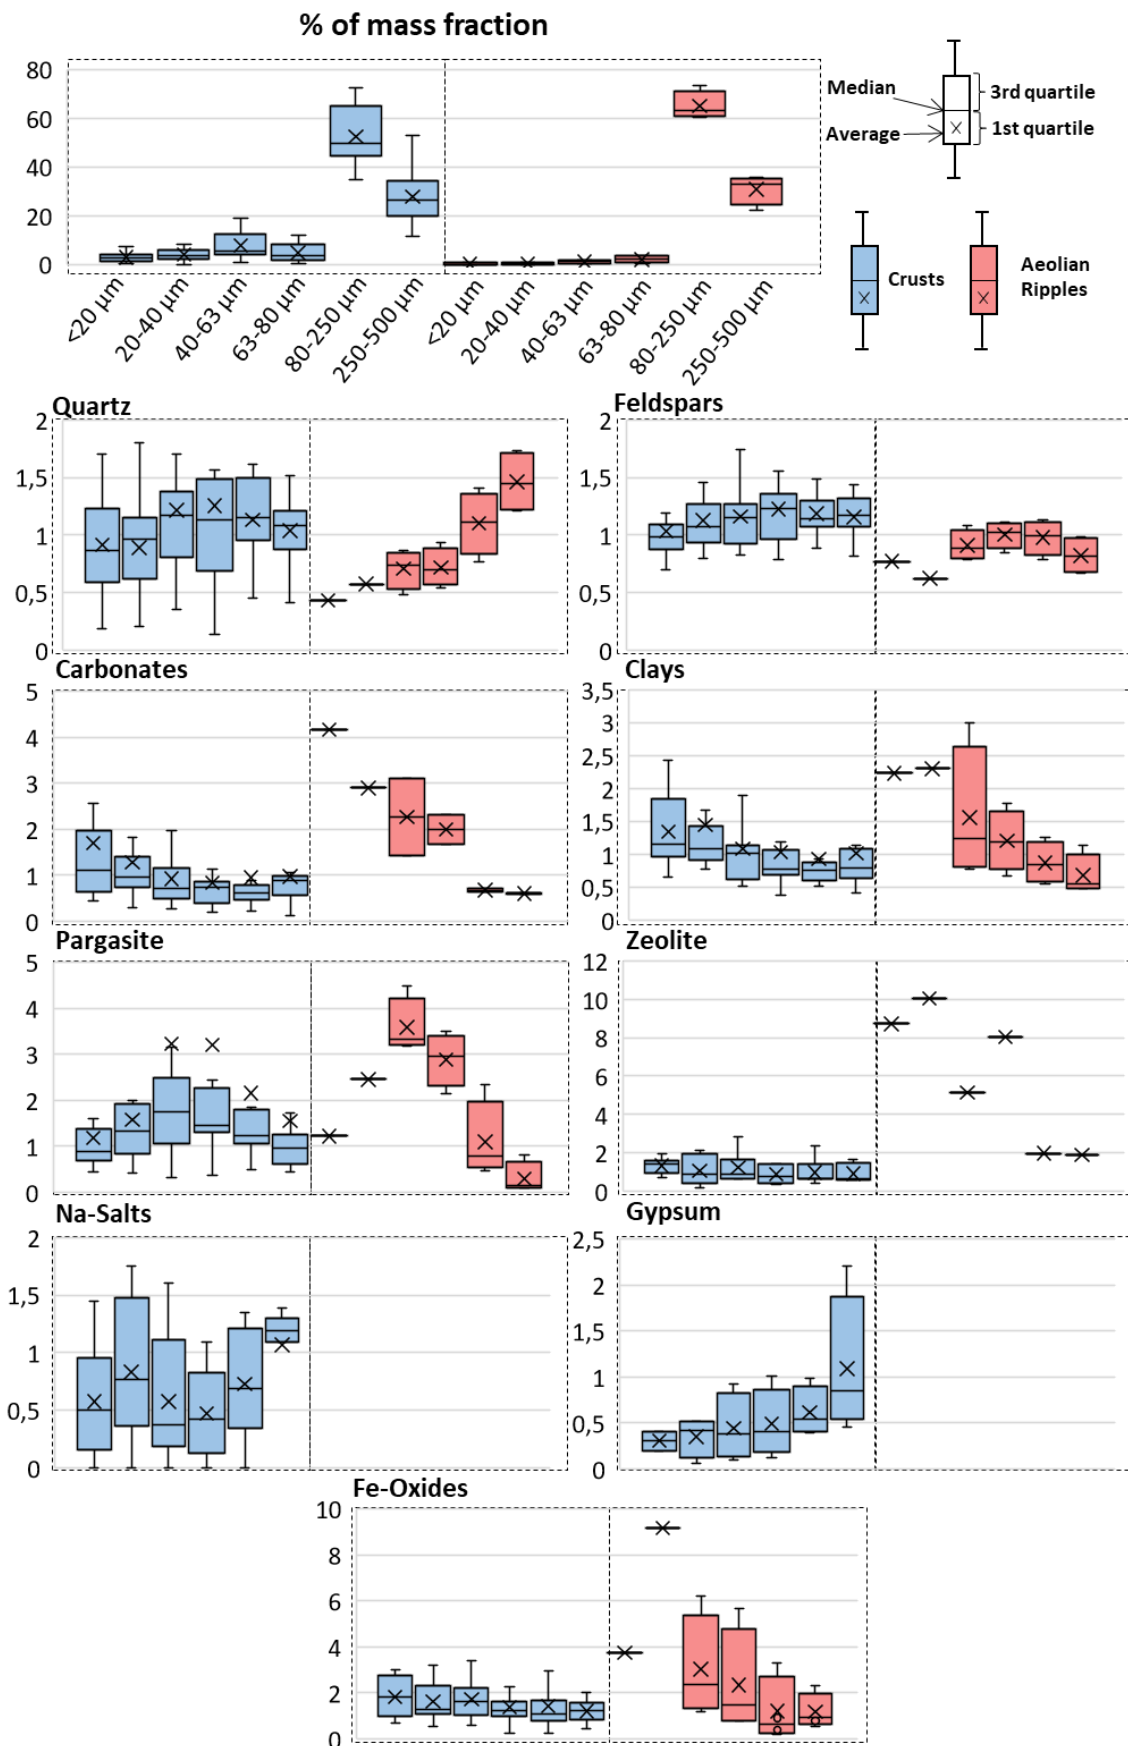 % of mass fraction
80
60
40
20
0
<20 µm
20-40 µm
40-63 µm
63-80 µm
80-250 µm
250-500 µm
<20 µm
20-40 µm
40-63 µm
63-80 µm
80-250 µm
250-500 µm
Median
Average
3rd quartile
1st quartile
Crusts
Aeolian
Ripples
Quartz
2
1,5
1
0,5
0
Feldspars
2
1,5
1
0,5
0
Carbonates
5
4
3
2
1
0
Clays
3,5
3
2,5
2
1,5
1
0,5
0
Pargasite
5
4
3
2
1
0
Zeolite
12
10
8
6
4
2
0
Na-Salts
2
1,5
1
0,5
0
Gypsum
2,5
2
1,5
1
0,5
0
Fe-Oxides
10
8
6
4
2
0